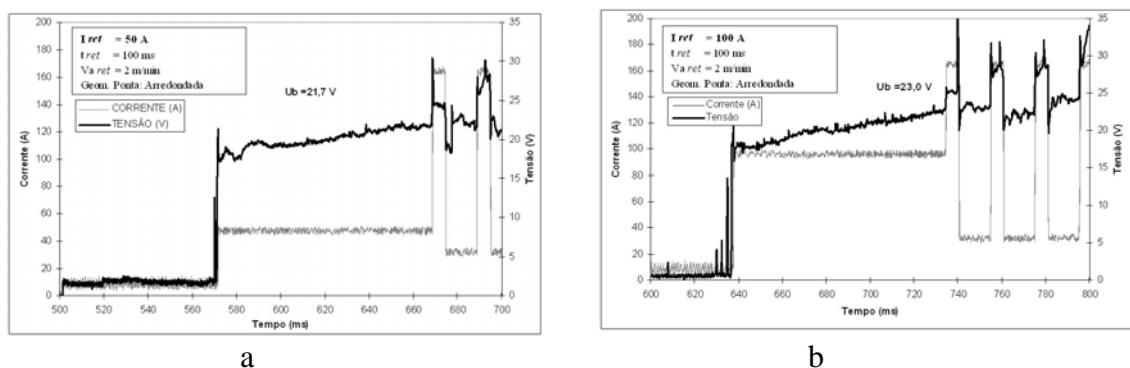 I ret = 50 A
t ret = 100 ms
Va ret = 2 m/min
Geom. Ponta: Arredondada
CORRENTE (A)
TENSÃO (V)
Ub =21,7 V
Corrente (A)
200
180
160
140
120
100
80
60
40
20
0
Tensão (V)
35
30
25
20
15
10
5
0
500 520 540 560 580 600 620 640 660 680 700
Tempo (ms)
a
I ret = 100 A
t ret = 100 ms
Va ret = 2 m/min
Geom. Ponta: Arredondada
Corrente (A)
Tensão
Ub =23,0 V
Corrente (A)
200
180
160
140
120
100
80
60
40
20
0
Tensão (V)
35
30
25
20
15
10
5
0
600 620 640 660 680 700 720 740 760 780 800
Tempo (ms)
b